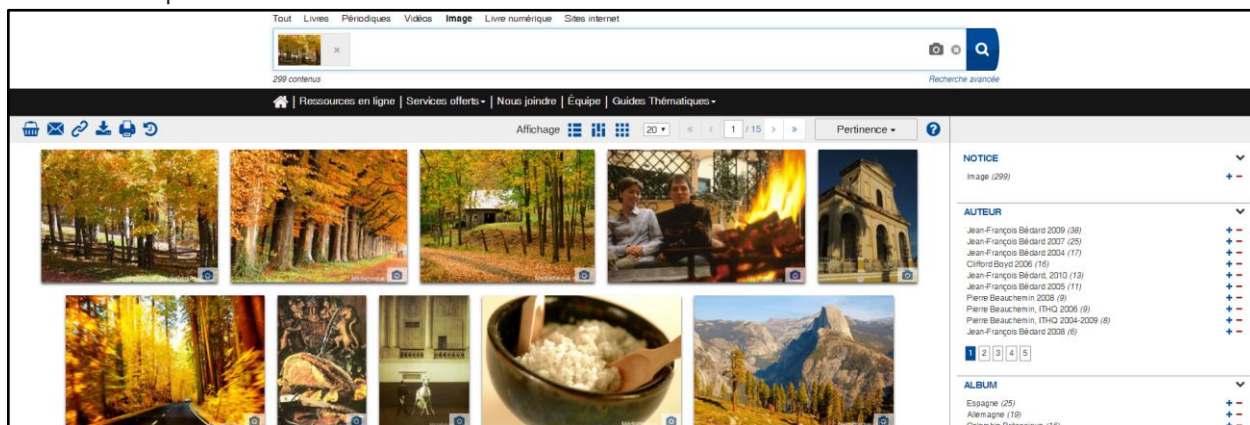 Tout Livres Périodiques Vidéos Image Livre numérique Sites internet
299 contenus
Recherche avancée
Ressources en ligne | Services offerts | Nous joindre | Équipe | Guides Thématiques
Affichage 20 1 / 15 Pertinence
NOTICE
Image (299)
AUTEUR
Jean-François Bédard 2009 (38)
Jean-François Bédard 2007 (25)
Jean-François Bédard 2004 (17)
Clifford Boyd 2006 (16)
Jean-François Bédard, 2010 (13)
Jean-François Bédard 2005 (11)
Pierre Beauchemin 2008 (9)
Pierre Beauchemin, ITHQ 2006 (9)
Pierre Beauchemin, ITHQ 2004-2009 (8)
Jean-François Bédard 2008 (6)
1 2 3 4 5
ALBUM
Espagne (25)
Allemagne (19)